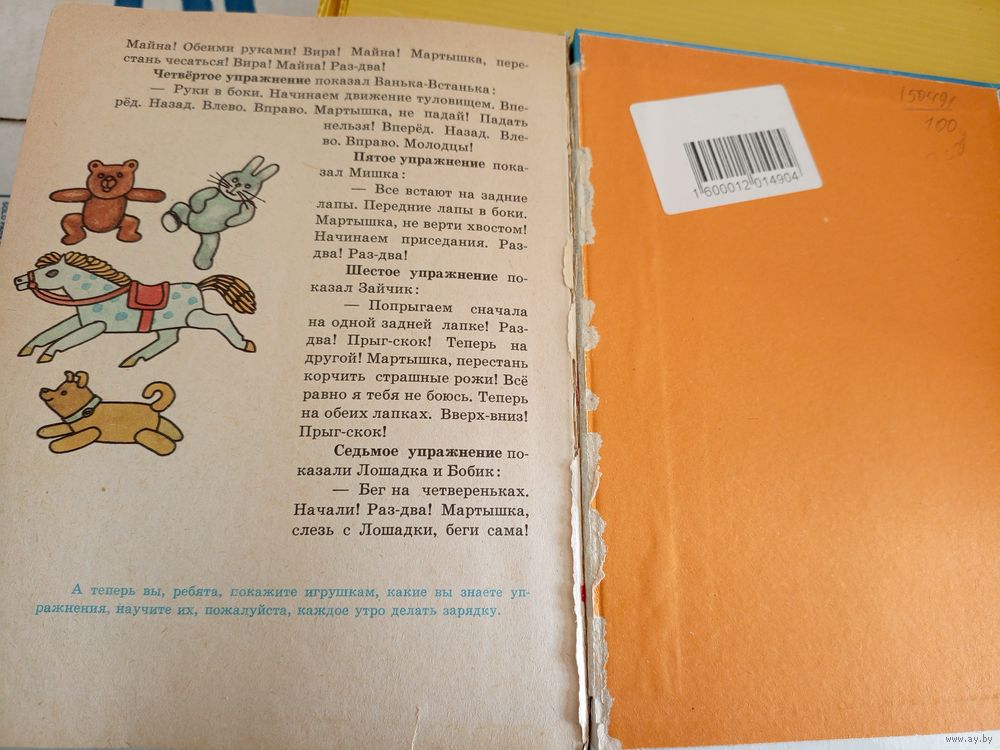 Майна! Обеими руками! Вира! Майна! Мартышка, пере-
стань чесаться! Вира! Майна! Раз-два!
Четвёртое упражнение показал Ванька-Встанька:
— Руки в боки. Начинаем движение туловищем. Впе-
рёд. Назад. Влево. Вправо. Мартышка, не падай! Падать
нельзя! Вперёд. Назад. Вле-
во. Вправо. Молодцы!
Пятое упражнение пока-
зал Мишка:
— Все встают на задние
лапы. Передние лапы в боки.
Мартышка, не верти хвостом!
Начинаем приседания. Раз-
два! Раз-два!
Шестое упражнение по-
казал Зайчик:
— Попрыгаем сначала
на одной задней лапке! Раз-
два! Прыг-скок! Теперь на
другой! Мартышка, перестань
корчить страшные рожи! Всё
равно я тебя не боюсь. Теперь
на обеих лапках. Вверх-вниз!
Прыг-скок!
Седьмое упражнение по-
казали Лошадка и Бобик:
— Бег на четвереньках.
Начали! Раз-два! Мартышка,
слезь с Лошадки, беги сама!
А теперь вы, ребята, покажите игрушкам, какие вы знаете уп-
ражнения, научите их, пожалуйста, каждое утро делать зарядку.
1 600012 014904
100
www.ay.by